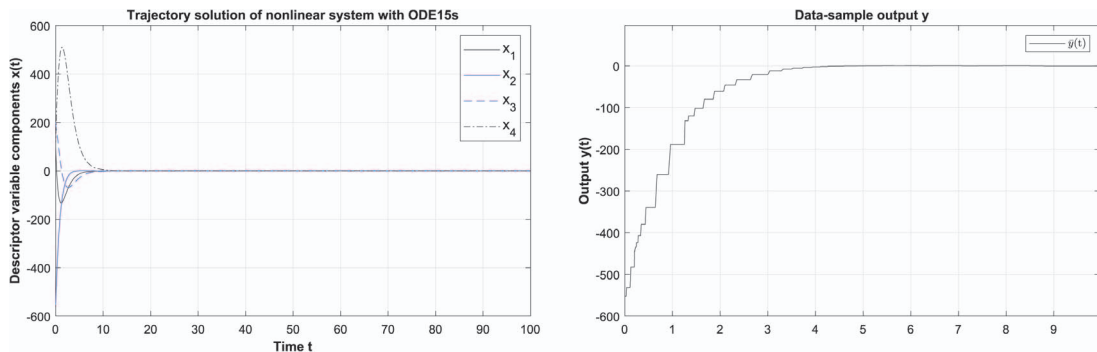 Trajectory solution of nonlinear system with ODE15s
600
400
200
0
-200
-400
-600
Descriptor variable components x(t)
x1
x2
x3
x4
0 10 20 30 40 50 60 70 80 90 100
Time t
Data-sample output y
0
-100
-200
-300
-400
-500
-600
Output y(t)
ȳ(t)
0 1 2 3 4 5 6 7 8 9